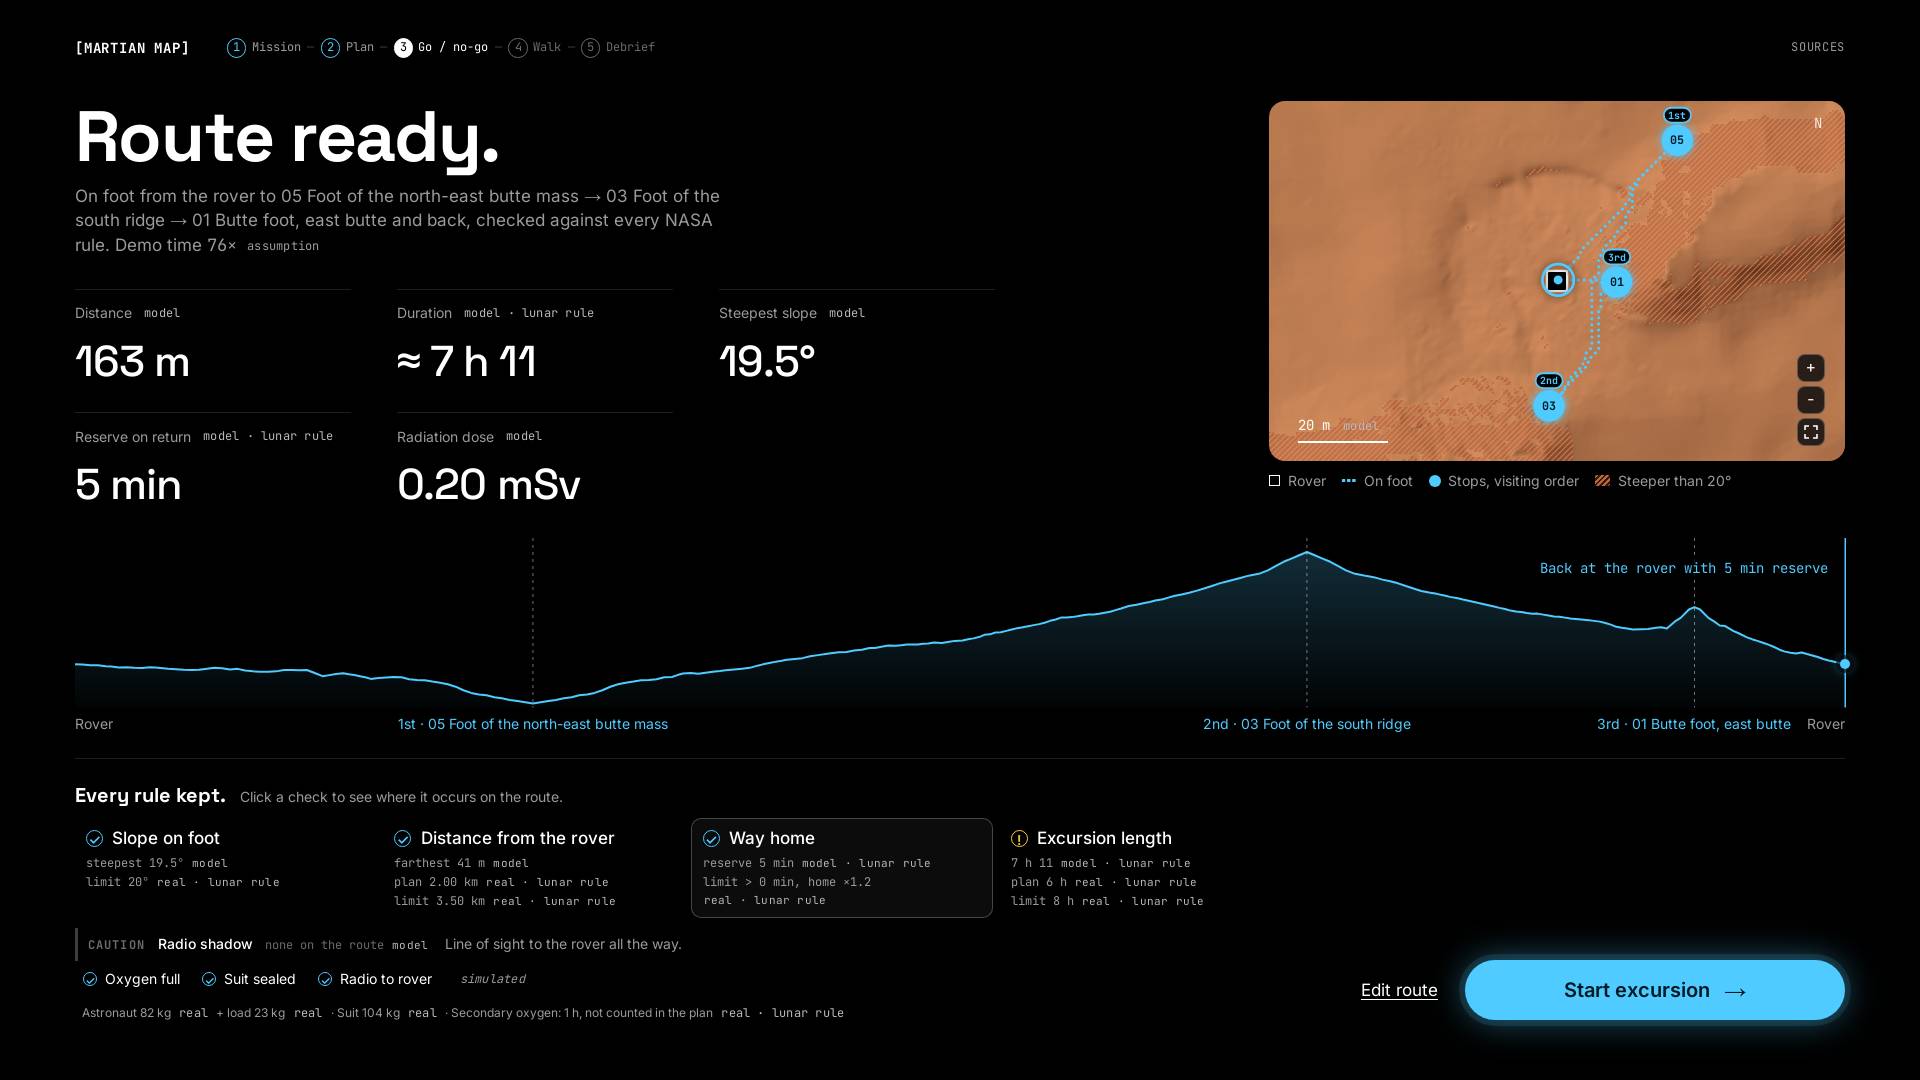 [MARTIAN MAP]
1 Mission — 2 Plan — 3 Go / no-go — 4 Walk — 5 Debrief
SOURCES
Route ready.
On foot from the rover to 05 Foot of the north-east butte mass → 03 Foot of the
south ridge → 01 Butte foot, east butte and back, checked against every NASA
rule. Demo time 76× assumption
Distance model
163 m
Duration model · lunar rule
≈ 7 h 11
Steepest slope model
19.5°
Reserve on return model · lunar rule
5 min
Radiation dose model
0.20 mSv
1st
05
N
3rd
01
2nd
03
20 m model
+
-
Rover On foot Stops, visiting order Steeper than 20°
Back at the rover with 5 min reserve
Rover
1st · 05 Foot of the north-east butte mass
2nd · 03 Foot of the south ridge
3rd · 01 Butte foot, east butte
Rover
Every rule kept. Click a check to see where it occurs on the route.
Slope on foot
steepest 19.5° model
limit 20° real · lunar rule
Distance from the rover
farthest 41 m model
plan 2.00 km real · lunar rule
limit 3.50 km real · lunar rule
Way home
reserve 5 min model · lunar rule
limit > 0 min, home ×1.2
real · lunar rule
Excursion length
7 h 11 model · lunar rule
plan 6 h real · lunar rule
limit 8 h real · lunar rule
CAUTION Radio shadow none on the route model Line of sight to the rover all the way.
Oxygen full Suit sealed Radio to rover simulated
Astronaut 82 kg real + load 23 kg real · Suit 104 kg real · Secondary oxygen: 1 h, not counted in the plan real · lunar rule
Edit route
Start excursion →